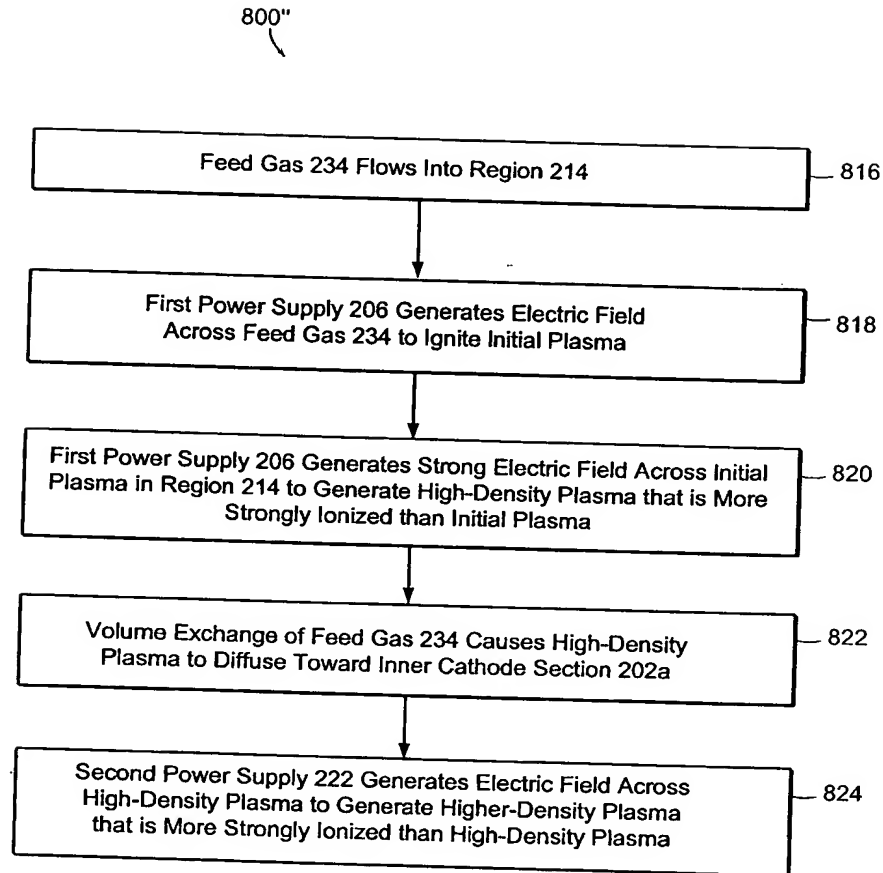 800"
Feed Gas 234 Flows Into Region 214
816
First Power Supply 206 Generates Electric Field
Across Feed Gas 234 to Ignite Initial Plasma
818
First Power Supply 206 Generates Strong Electric Field Across Initial
Plasma in Region 214 to Generate High-Density Plasma that is More
Strongly Ionized than Initial Plasma
820
Volume Exchange of Feed Gas 234 Causes High-Density
Plasma to Diffuse Toward Inner Cathode Section 202a
822
Second Power Supply 222 Generates Electric Field Across
High-Density Plasma to Generate Higher-Density Plasma
that is More Strongly Ionized than High-Density Plasma
824